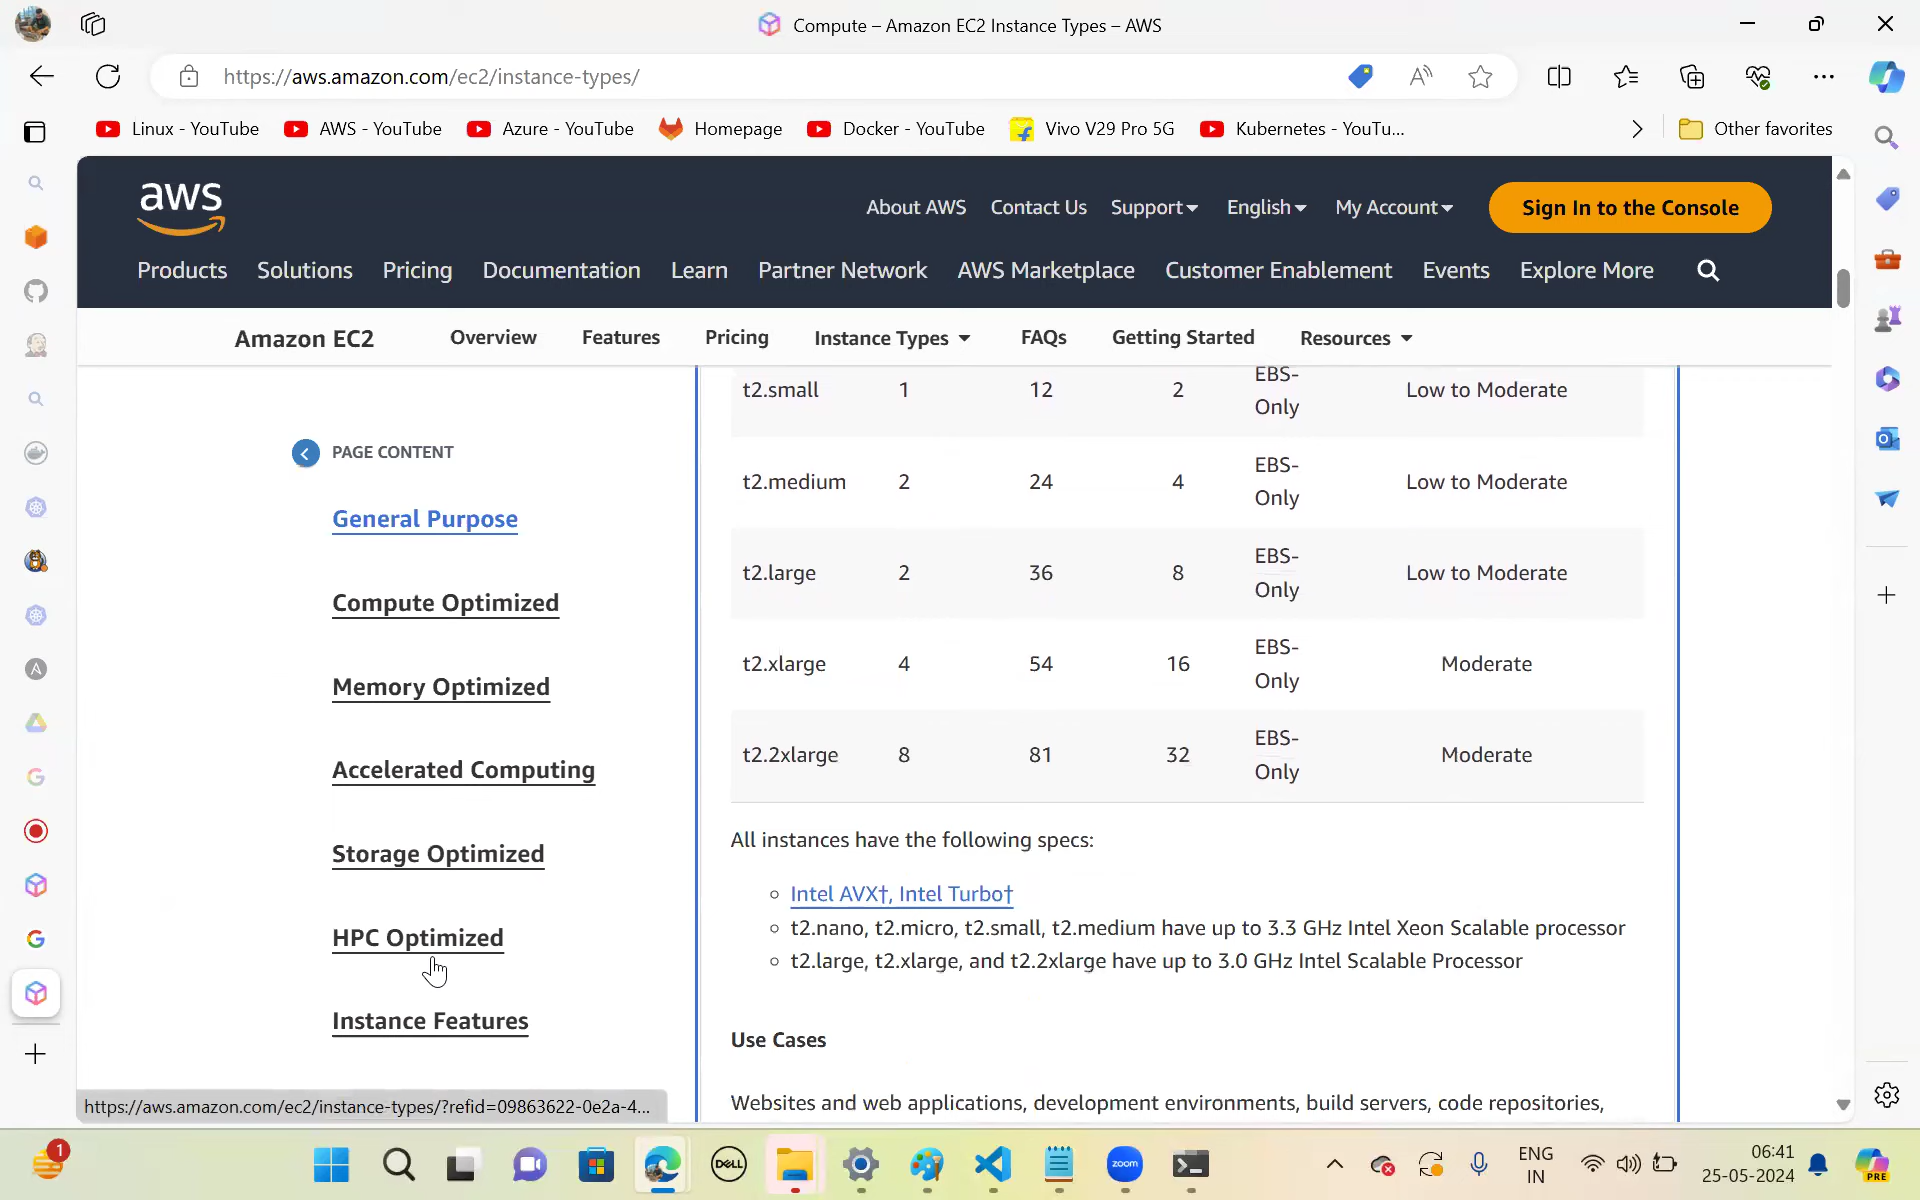 Compute – Amazon EC2 Instance Types – AWS
https://aws.amazon.com/ec2/instance-types/
Linux - YouTube
AWS - YouTube
Azure - YouTube
Homepage
Docker - YouTube
Vivo V29 Pro 5G
Kubernetes - YouTu...
Other favorites
aws
About AWS
Contact Us
Support
English
My Account
Sign In to the Console
Products
Solutions
Pricing
Documentation
Learn
Partner Network
AWS Marketplace
Customer Enablement
Events
Explore More
Amazon EC2
Overview
Features
Pricing
Instance Types
FAQs
Getting Started
Resources
PAGE CONTENT
General Purpose
Compute Optimized
Memory Optimized
Accelerated Computing
Storage Optimized
HPC Optimized
Instance Features
t2.small 1 12 2 EBS-Only Low to Moderate
t2.medium 2 24 4 EBS-Only Low to Moderate
t2.large 2 36 8 EBS-Only Low to Moderate
t2.xlarge 4 54 16 EBS-Only Moderate
t2.2xlarge 8 81 32 EBS-Only Moderate
All instances have the following specs:
Intel AVX†, Intel Turbo†
t2.nano, t2.micro, t2.small, t2.medium have up to 3.3 GHz Intel Xeon Scalable processor
t2.large, t2.xlarge, and t2.2xlarge have up to 3.0 GHz Intel Scalable Processor
Use Cases
Websites and web applications, development environments, build servers, code repositories,
https://aws.amazon.com/ec2/instance-types/?refid=09863622-0e2a-4...
1
DELL
zoom
ENG
IN
06:41
25-05-2024
PRE